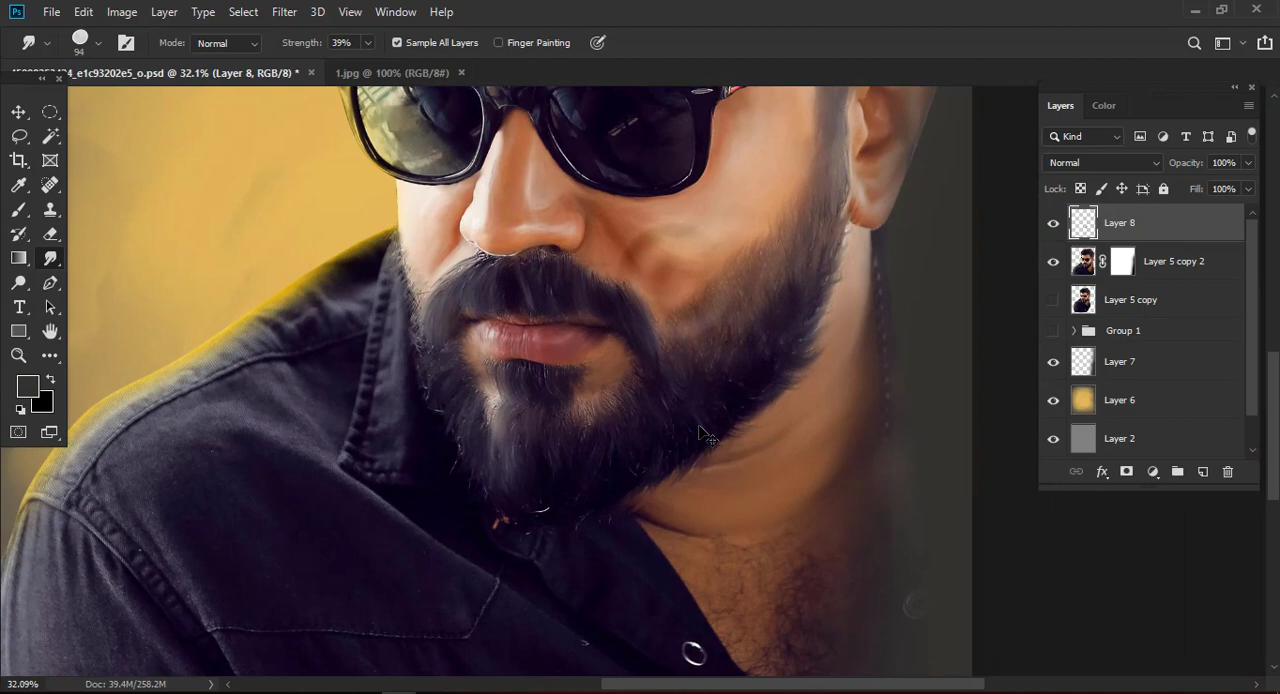 Ps File Edit Image Layer Type Select Filter 3D View Window Help
94 Mode: Normal Strength: 39% Sample All Layers Finger Painting
_e1c93202e5_o.psd @ 32.1% (Layer 8, RGB/8) * 1.jpg @ 100% (RGB/8#)
Layers Color
Kind
Normal Opacity: 100%
Lock: Fill: 100%
Layer 8
Layer 5 copy 2
Layer 5 copy
Group 1
Layer 7
Layer 6
Layer 2
fx
32.09% Doc: 39.4M/258.2M